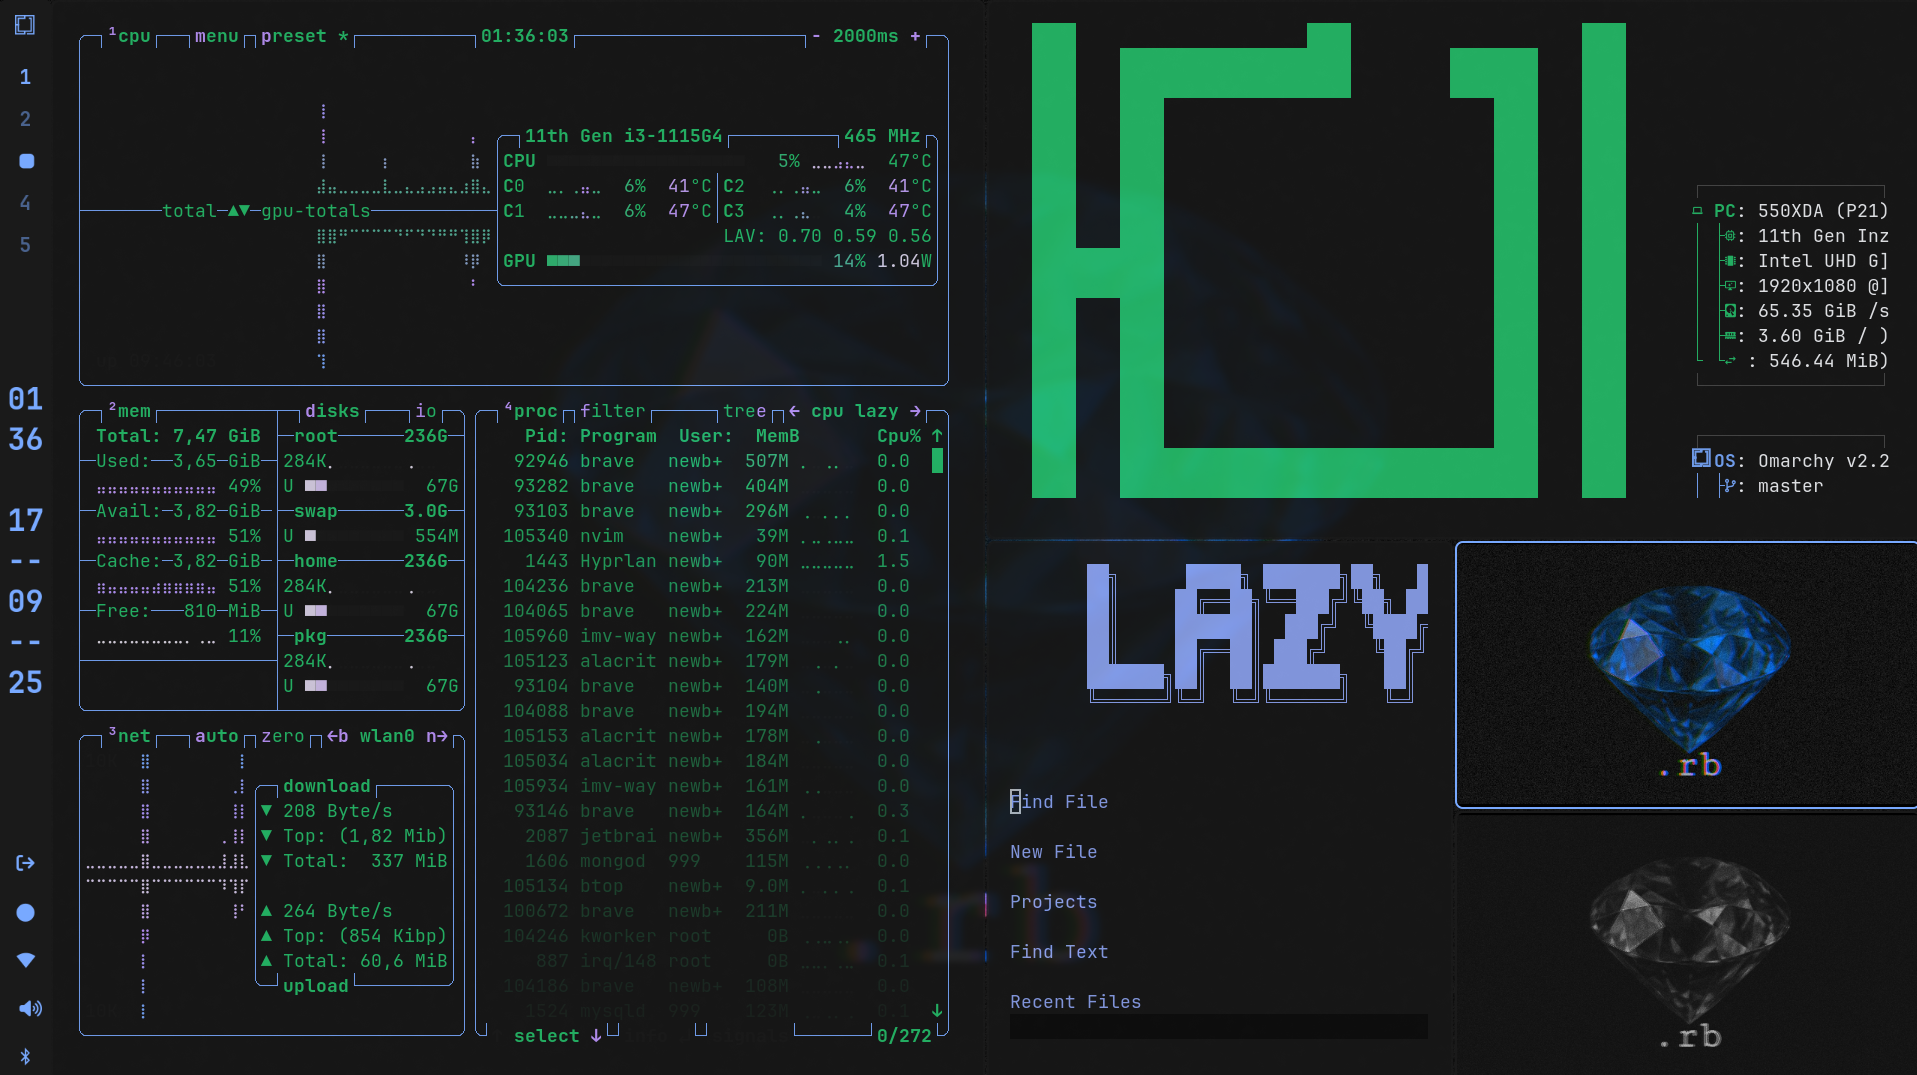 1
2
4
5
01
36
17
--
09
--
25
¹cpu menu preset * 01:36:03 - 2000ms +
total ▲▼ gpu-totals
11th Gen i3-1115G4 465 MHz
CPU 5% 47°C
C0 6% 41°C C2 6% 41°C
C1 6% 47°C C3 4% 47°C
LAV: 0.70 0.59 0.56
GPU 14% 1.04W
²mem disks io
Total: 7,47 GiB
Used: 3,65 GiB
49%
Avail: 3,82 GiB
51%
Cache: 3,82 GiB
51%
Free: 810 MiB
11%
root 236G
284K
U 67G
swap 3.0G
U 554M
home 236G
284K
U 67G
pkg 236G
284K
U 67G
³net auto zero ←b wlan0 n→
download
▼ 208 Byte/s
▼ Top: (1,82 Mib)
▼ Total: 337 MiB
▲ 264 Byte/s
▲ Top: (854 Kibp)
▲ Total: 60,6 MiB
upload
⁴proc filter tree ← cpu lazy →
Pid: Program User: MemB Cpu% ↑
92946 brave newb+ 507M 0.0
93282 brave newb+ 404M 0.0
93103 brave newb+ 296M 0.0
105340 nvim newb+ 39M 0.1
1443 Hyprlan newb+ 90M 1.5
104236 brave newb+ 213M 0.0
104065 brave newb+ 224M 0.0
105960 imv-way newb+ 162M 0.0
105123 alacrit newb+ 179M 0.0
93104 brave newb+ 140M 0.0
104088 brave newb+ 194M 0.0
105153 alacrit newb+ 178M 0.0
105034 alacrit newb+ 184M 0.0
105934 imv-way newb+ 161M 0.0
93146 brave newb+ 164M 0.3
2087 jetbrai newb+ 356M 0.1
1606 mongod 999 115M 0.0
105134 btop newb+ 9.0M 0.1
100672 brave newb+ 211M 0.0
104246 kworker root 0B 0.0
887 irq/148 root 0B 0.1
104186 brave newb+ 108M 0.0
1524 mysqld 999 123M 0.1
select ↓ 0/272
PC: 550XDA (P21)
: 11th Gen Inz
: Intel UHD G]
: 1920x1080 @]
: 65.35 GiB /s
: 3.60 GiB / )
: 546.44 MiB)
OS: Omarchy v2.2
: master
LAZY
Find File
New File
Projects
Find Text
Recent Files
.rb
.rb
.rb